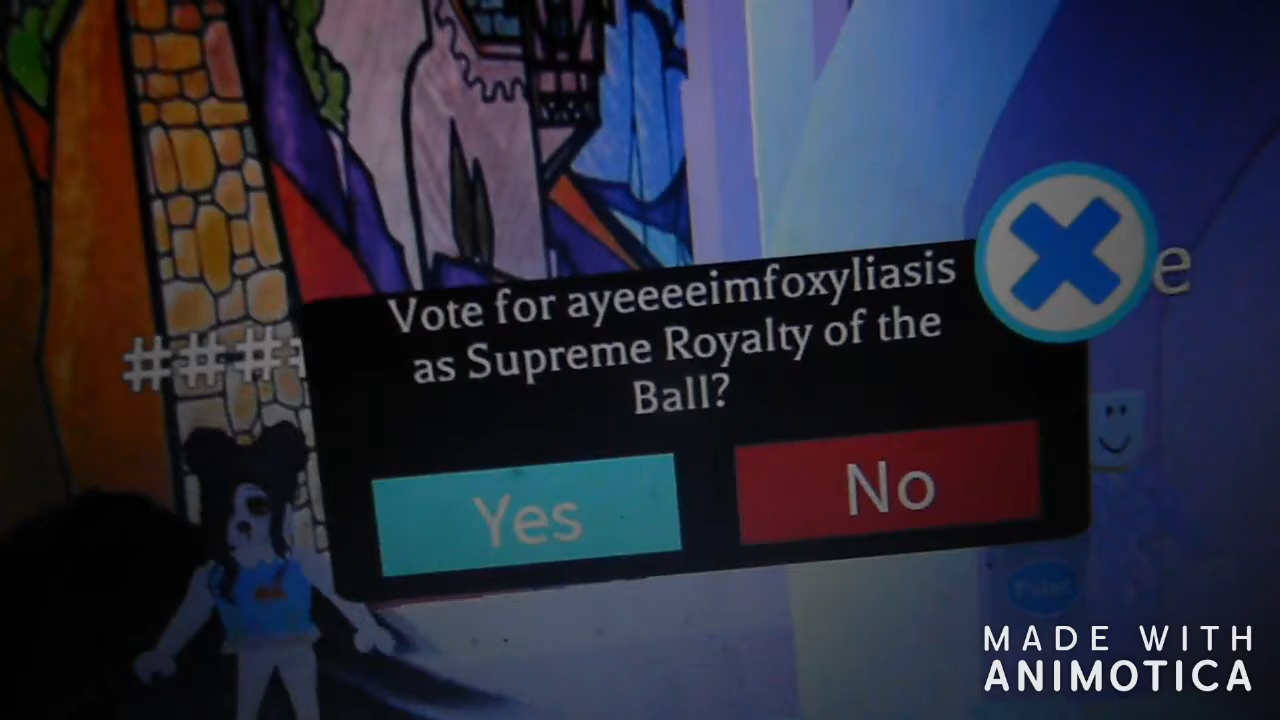 Vote for ayeeeeimfoxyliasis
as Supreme Royalty of the
Ball?
e
###
Yes
No
MADE WITH
ANIMOTICA